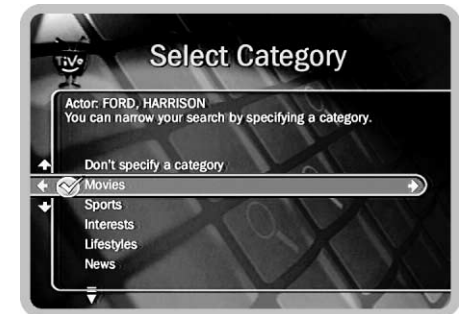 TiVo
Select Category
Actor: FORD, HARRISON
You can narrow your search by specifying a category.
Don't specify a category
Movies
Sports
Interests
Lifestyles
News